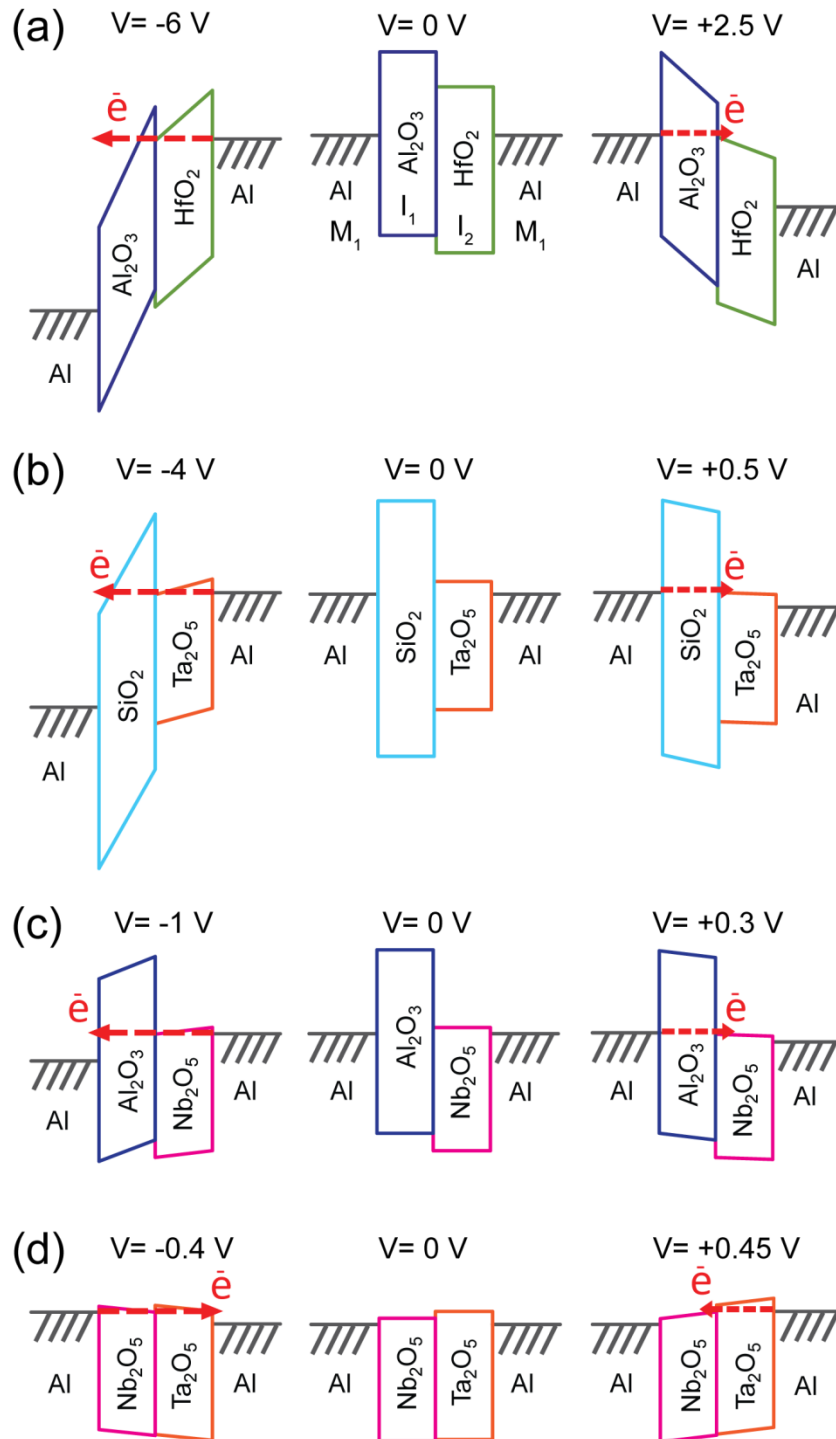 (a)
V= -6 V
V= 0 V
V= +2.5 V
e-
Al2O3
HfO2
Al
Al
Al2O3
HfO2
Al
Al
M1
I1
I2
M1
e-
Al2O3
HfO2
Al
(b)
V= -4 V
V= 0 V
V= +0.5 V
e-
SiO2
Ta2O5
Al
Al
SiO2
Ta2O5
Al
Al
e-
SiO2
Ta2O5
Al
(c)
V= -1 V
V= 0 V
V= +0.3 V
e-
Al2O3
Nb2O5
Al
Al
Al2O3
Nb2O5
Al
Al
e-
Al2O3
Nb2O5
Al
(d)
V= -0.4 V
V= 0 V
V= +0.45 V
e-
Al
Nb2O5
Ta2O5
Al
Al
Nb2O5
Ta2O5
Al
e-
Al
Nb2O5
Ta2O5
Al